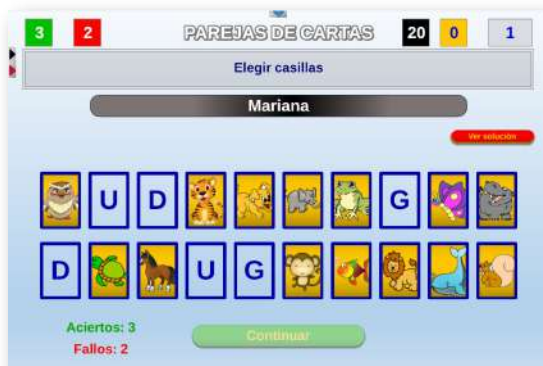 3 2 PAREJAS DE CARTAS 20 0 1
Elegir casillas
Mariana
Ver solución
U D G
D U G
Aciertos: 3
Fallos: 2
Continuar